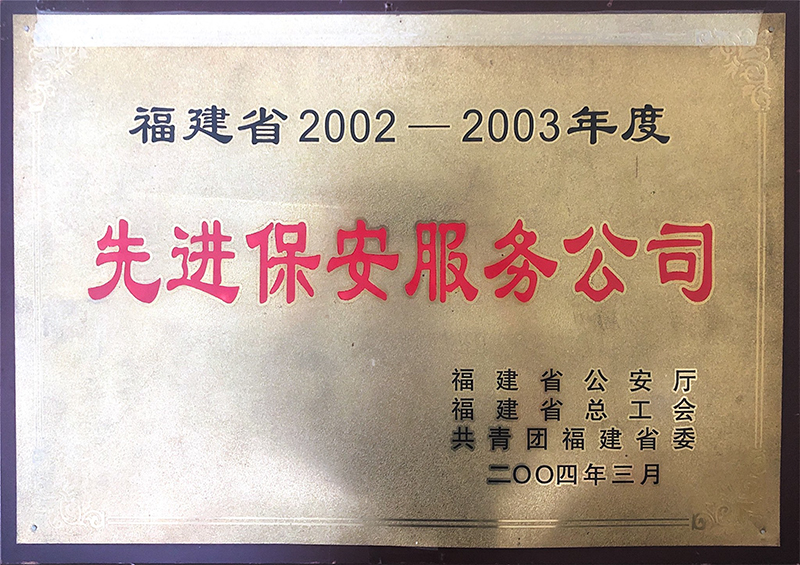 福建省2002—2003年度
先进保安服务公司
福建省公安厅
福建省总工会
共青团福建省委
二〇〇四年三月